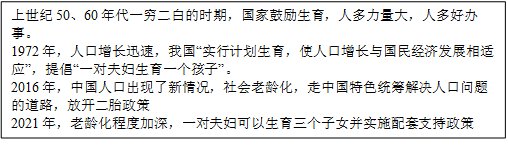 上世纪50、60年代一穷二白的时期，国家鼓励生育，人多力量大，人多好办
事。
1972年，人口增长迅速，我国“实行计划生育，使人口增长与国民经济发展相适
应”，提倡“一对夫妇生育一个孩子”。
2016年，中国人口出现了新情况，社会老龄化，走中国特色统筹解决人口问题
的道路，放开二胎政策
2021年，老龄化程度加深，一对夫妇可以生育三个子女并实施配套支持政策